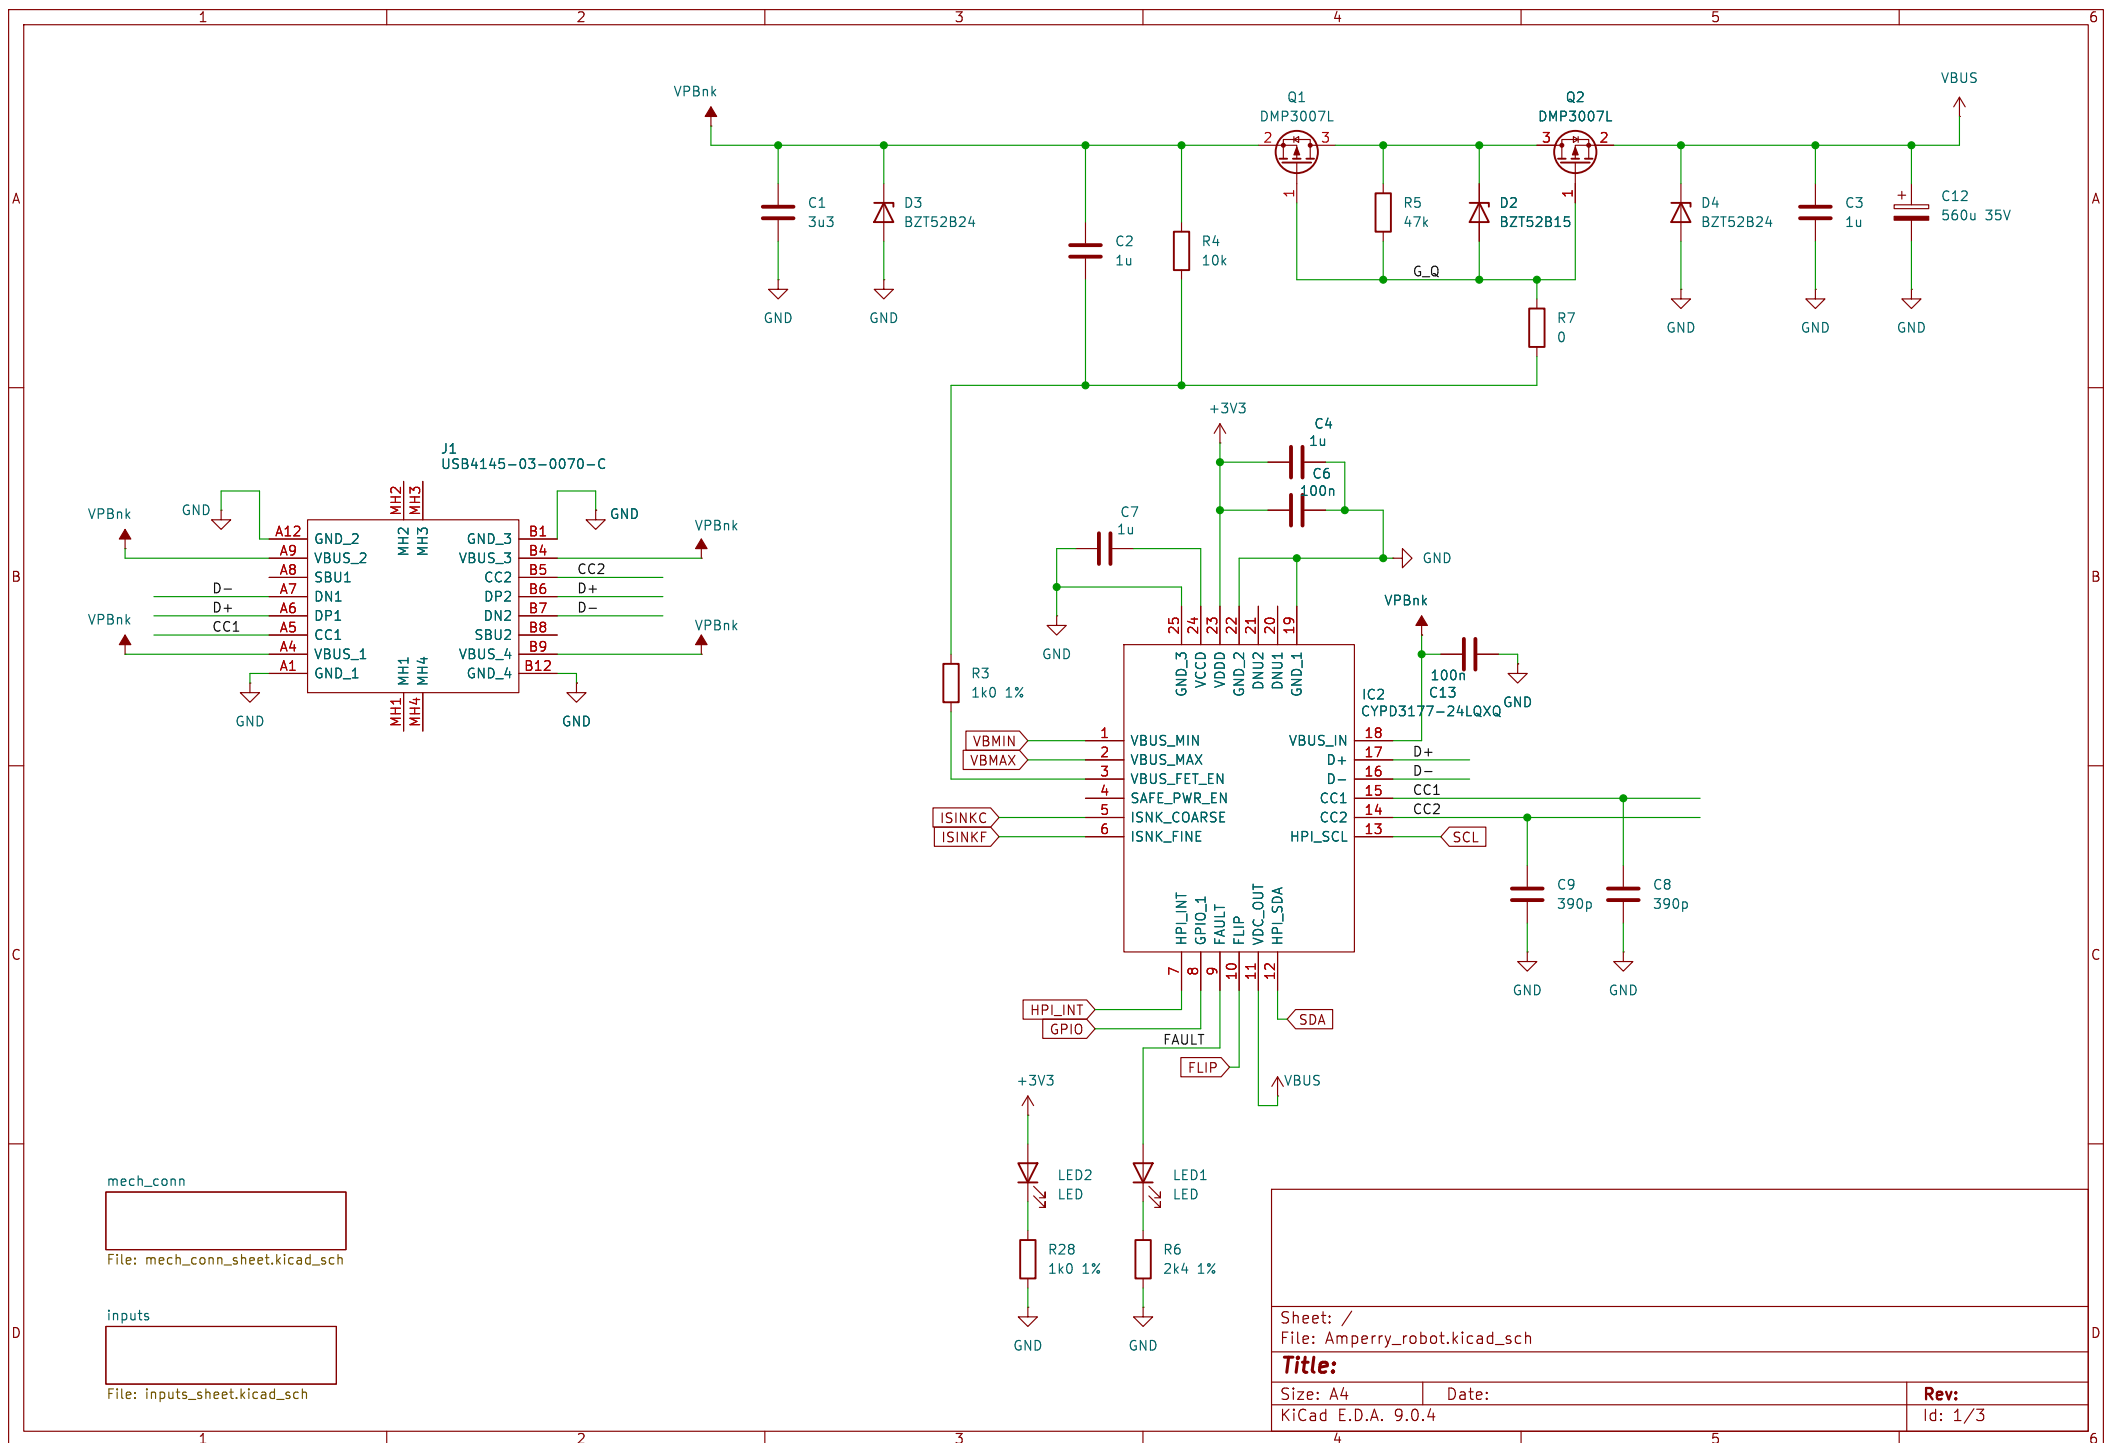 1 2 3 4 5 6
A
B
C
D
A
B
C
D
1 2 3 4 5 6
VPBnk
C1
3u3
GND
D3
BZT52B24
GND
C2
1u
R4
10k
Q1
DMP3007L
2
3
1
R5
47k
D2
BZT52B15
G_Q
Q2
DMP3007L
3
2
1
R7
0
D4
BZT52B24
GND
C3
1u
GND
C12
560u 35V
+
GND
VBUS
J1
USB4145-03-0070-C
MH2
MH3
MH2
MH3
GND
GND
VPBnk
VPBnk
A12 GND_2
A9 VBUS_2
A8 SBU1
D- A7 DN1
D+ A6 DP1
CC1 A5 CC1
VPBnk
A4 VBUS_1
A1 GND_1
GND
GND_3 B1
VBUS_3 B4
CC2 B5 CC2
DP2 B6 D+
DN2 B7 D-
SBU2 B8
VBUS_4 B9
VPBnk
GND_4 B12
GND
MH1
MH4
MH1
MH4
+3V3
C4
1u
C6
100n
C7
1u
GND
GND
25 24 23 22 21 20 19
GND_3 VCCD VDDD GND_2 DNU2 DNU1 GND_1
VPBnk
100n
C13
GND
IC2
CYPD3177-24LQXQ
R3
1k0 1%
VBMIN 1 VBUS_MIN
VBMAX 2 VBUS_MAX
3 VBUS_FET_EN
4 SAFE_PWR_EN
ISINKC 5 ISNK_COARSE
ISINKF 6 ISNK_FINE
VBUS_IN 18
D+ 17 D+
D- 16 D-
CC1 15 CC1
CC2 14 CC2
HPI_SCL 13 SCL
C9
390p
GND
C8
390p
GND
HPI_INT GPIO_1 FAULT FLIP VDC_OUT HPI_SDA
7 8 9 10 11 12
HPI_INT
GPIO
SDA
FAULT
FLIP
VBUS
+3V3
LED2
LED
LED1
LED
R28
1k0 1%
R6
2k4 1%
GND
GND
mech_conn
File: mech_conn_sheet.kicad_sch
inputs
File: inputs_sheet.kicad_sch
Sheet: /
File: Amperry_robot.kicad_sch
Title:
Size: A4 Date: Rev:
KiCad E.D.A. 9.0.4 Id: 1/3